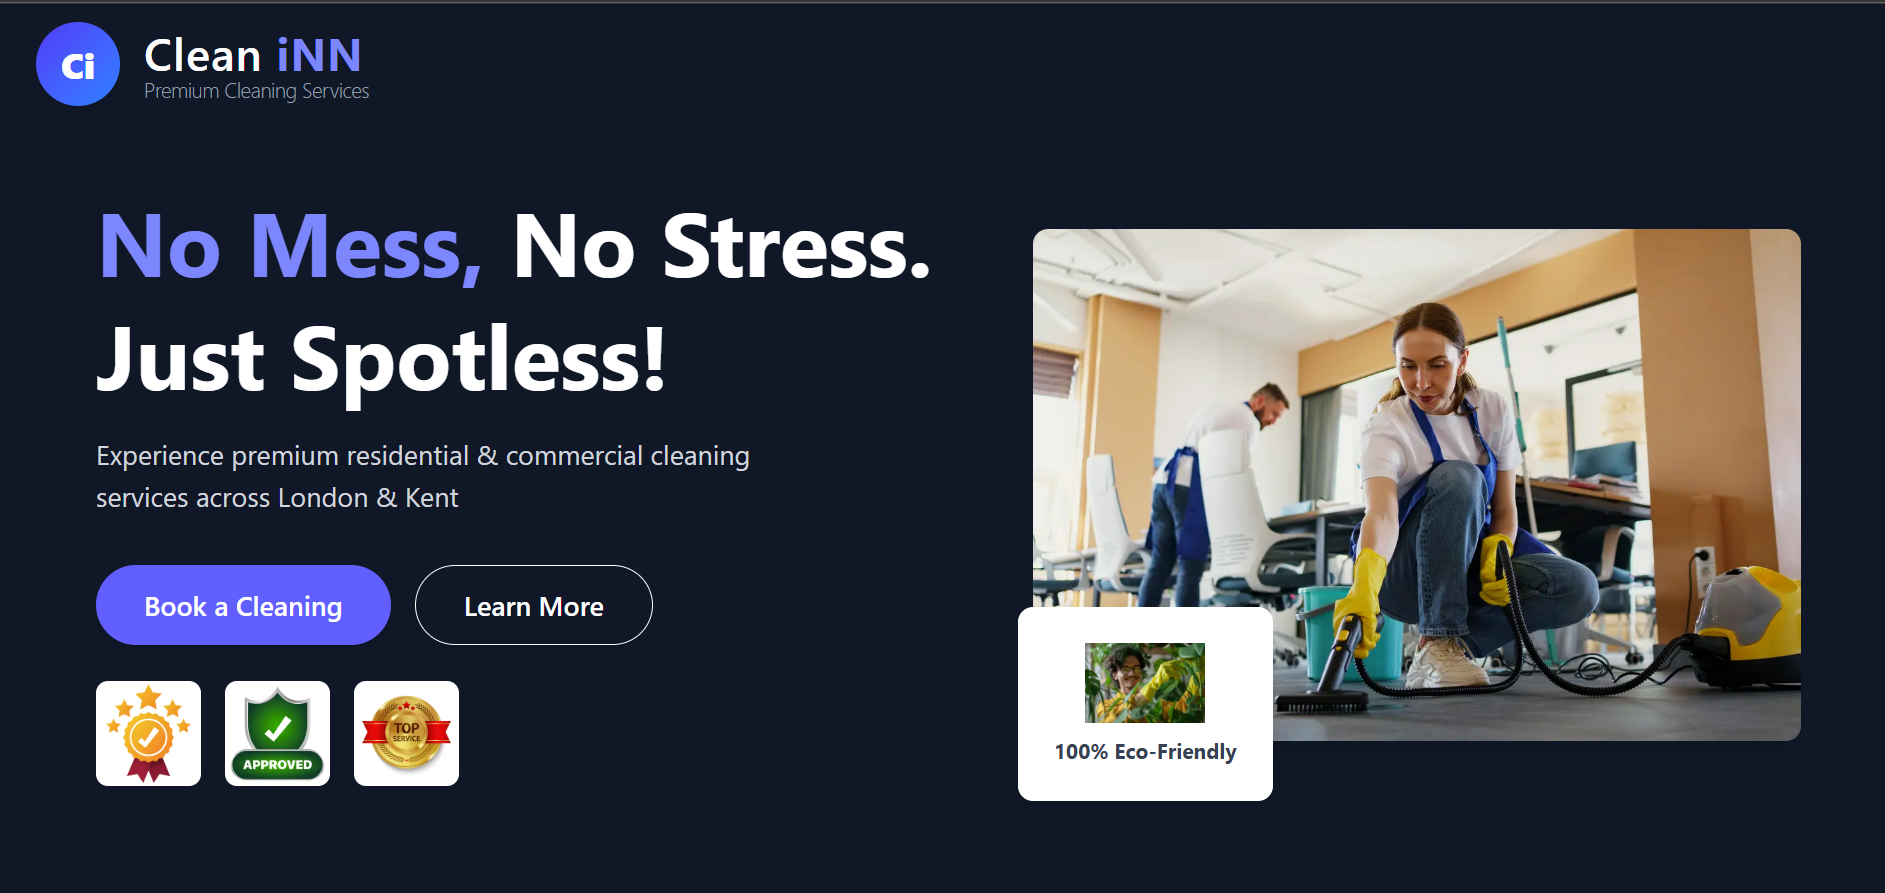 Ci
Clean iNN
Premium Cleaning Services
No Mess, No Stress.
Just Spotless!
Experience premium residential & commercial cleaning
services across London & Kent
Book a Cleaning
Learn More
APPROVED
TOP
SERVICE
100% Eco-Friendly